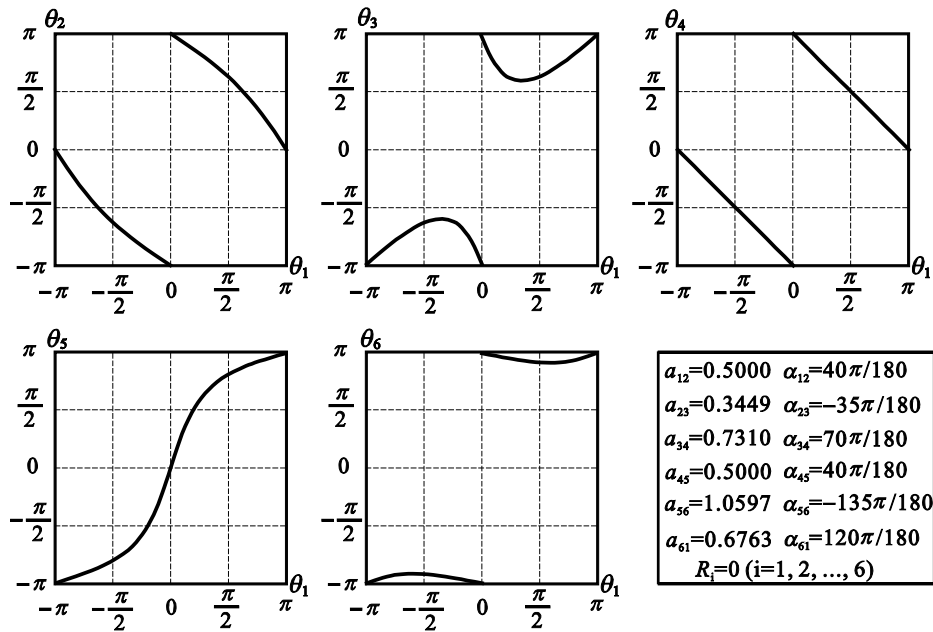 θ2
π
π/2
0
-π/2
-π
-π -π/2 0 π/2 π
θ1
θ3
π
π/2
0
-π/2
-π
-π -π/2 0 π/2 π
θ1
θ4
π
π/2
0
-π/2
-π
-π -π/2 0 π/2 π
θ1
θ5
π
π/2
0
-π/2
-π
-π -π/2 0 π/2 π
θ1
θ6
π
π/2
0
-π/2
-π
-π -π/2 0 π/2 π
θ1
a12=0.5000 α12=40π/180
a23=0.3449 α23=-35π/180
a34=0.7310 α34=70π/180
a45=0.5000 α45=40π/180
a56=1.0597 α56=-135π/180
a61=0.6763 α61=120π/180
Ri=0 (i=1, 2, ..., 6)